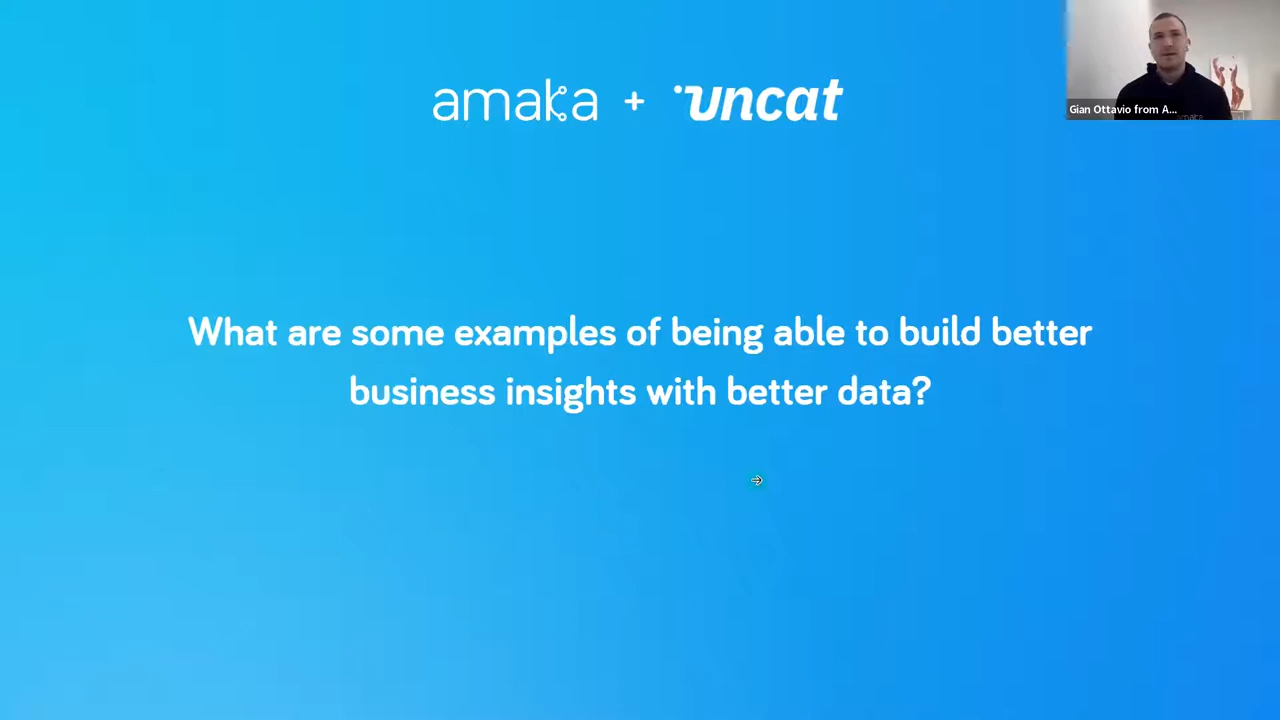 amaka + uncat
Gian Ottavio from A...
What are some examples of being able to build better
business insights with better data?
amaka